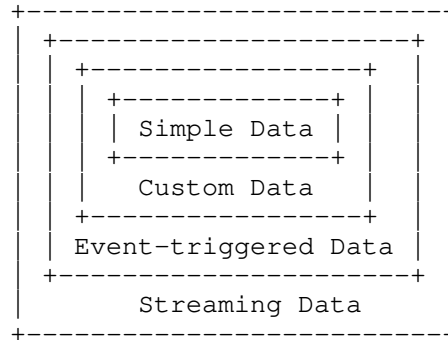 Simple Data
Custom Data
Event-triggered Data
Streaming Data